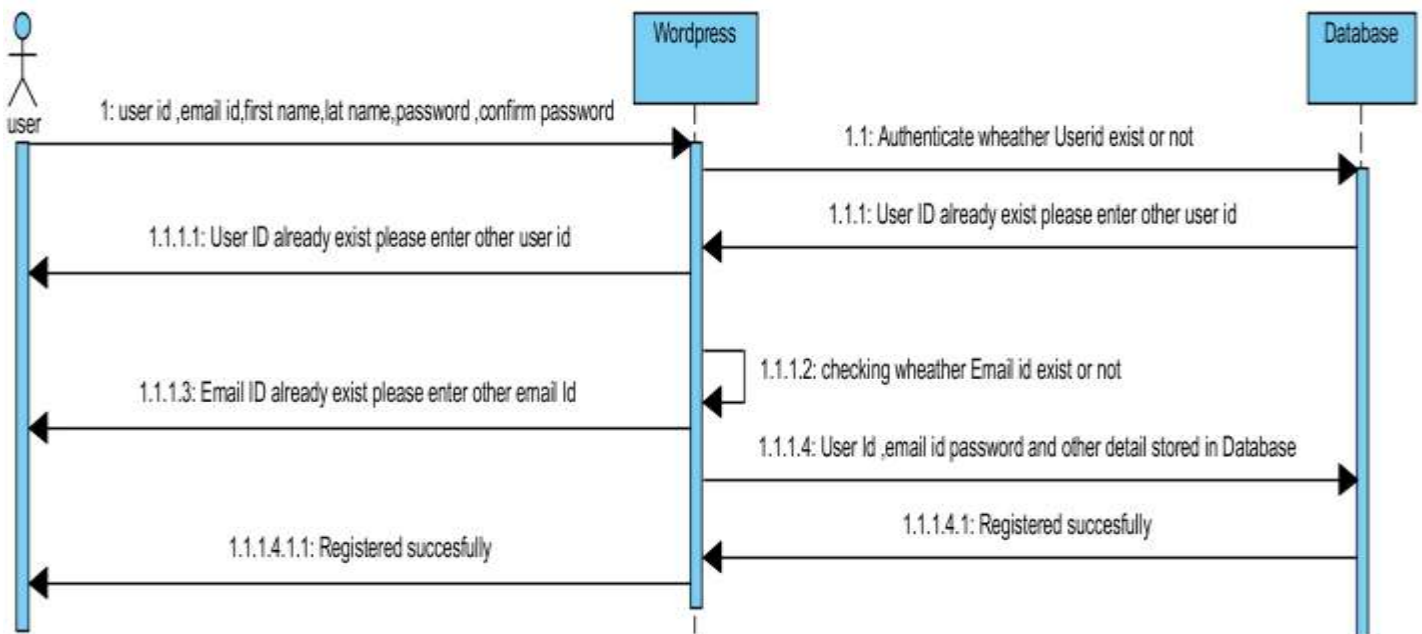 Wordpress
Database
user
1: user id ,email id,first name,lat name,password ,confirm password
1.1: Authenticate wheather Userid exist or not
1.1.1: User ID already exist please enter other user id
1.1.1.1: User ID already exist please enter other user id
1.1.1.2: checking wheather Email id exist or not
1.1.1.3: Email ID already exist please enter other email Id
1.1.1.4: User Id ,email id password and other detail stored in Database
1.1.1.4.1: Registered succesfully
1.1.1.4.1.1: Registered succesfully